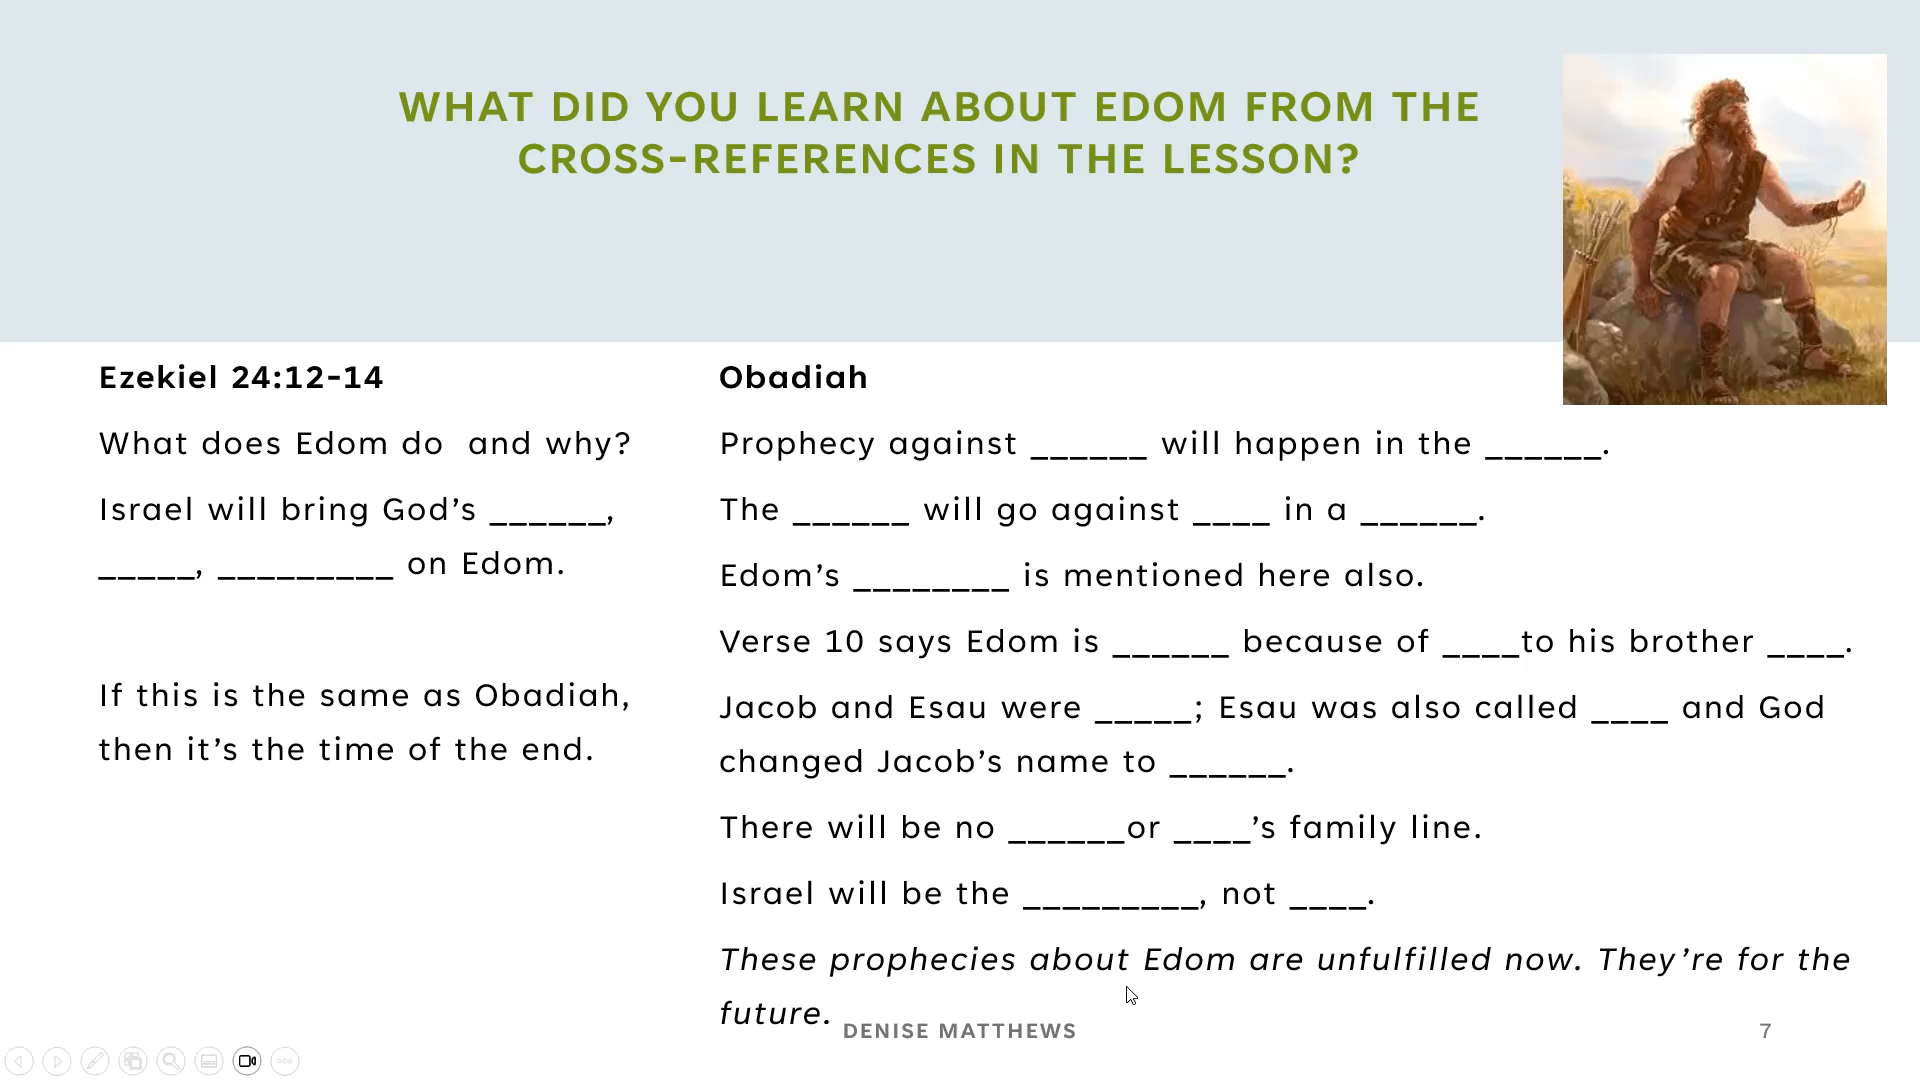 WHAT DID YOU LEARN ABOUT EDOM FROM THE
CROSS-REFERENCES IN THE LESSON?
Ezekiel 24:12-14
What does Edom do  and why?
Israel will bring God’s ______,
_____, _________ on Edom.
If this is the same as Obadiah,
then it’s the time of the end.
Obadiah
Prophecy against ______ will happen in the ______.
The ______ will go against ____ in a ______.
Edom’s ________ is mentioned here also.
Verse 10 says Edom is ______ because of ____to his brother ____.
Jacob and Esau were _____; Esau was also called ____ and God
changed Jacob’s name to ______.
There will be no ______or ____’s family line.
Israel will be the _________, not ____.
These prophecies about Edom are unfulfilled now. They’re for the
future.
DENISE MATTHEWS
7